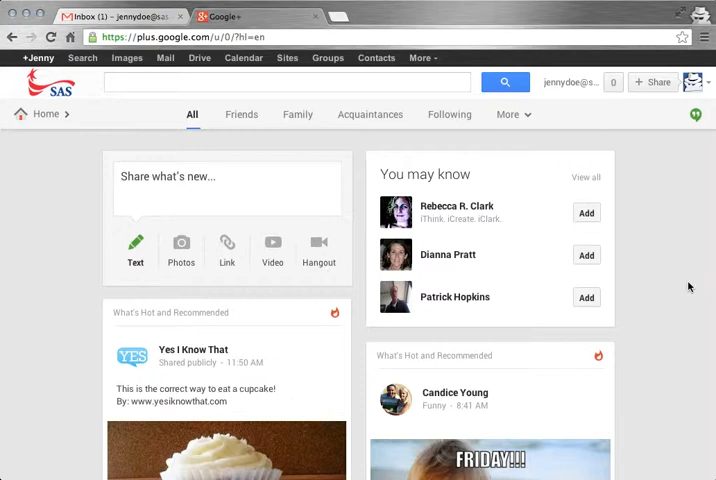 Inbox (1) - jennydoe@sas
Google+
https://plus.google.com/u/0/?hl=en
+Jenny Search Images Mail Drive Calendar Sites Groups Contacts More
SAS
jennydoe@s... 0 + Share
Home All Friends Family Acquaintances Following More
Share what's new...
Text Photos Link Video Hangout
You may know View all
Rebecca R. Clark
iThink. iCreate. iClark.
Add
Dianna Pratt
Add
Patrick Hopkins
Add
What's Hot and Recommended
YES
Yes I Know That
Shared publicly - 11:50 AM
This is the correct way to eat a cupcake!
By: www.yesiknowthat.com
What's Hot and Recommended
Candice Young
Funny - 8:41 AM
FRIDAY!!!